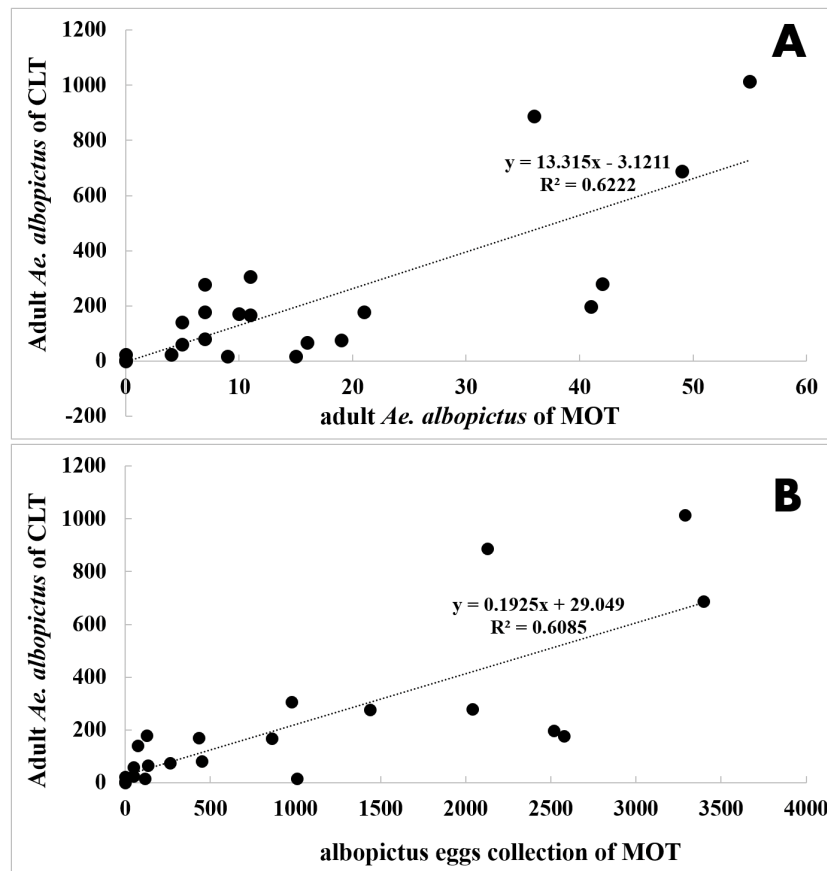 A
1200
1000
800
600
400
200
0
-200
Adult Ae. albopictus of CLT
y = 13.315x - 3.1211
R² = 0.6222
0 10 20 30 40 50 60
adult Ae. albopictus of MOT
B
1200
1000
800
600
400
200
0
Adult Ae. albopictus of CLT
y = 0.1925x + 29.049
R² = 0.6085
0 500 1000 1500 2000 2500 3000 3500 4000
albopictus eggs collection of MOT